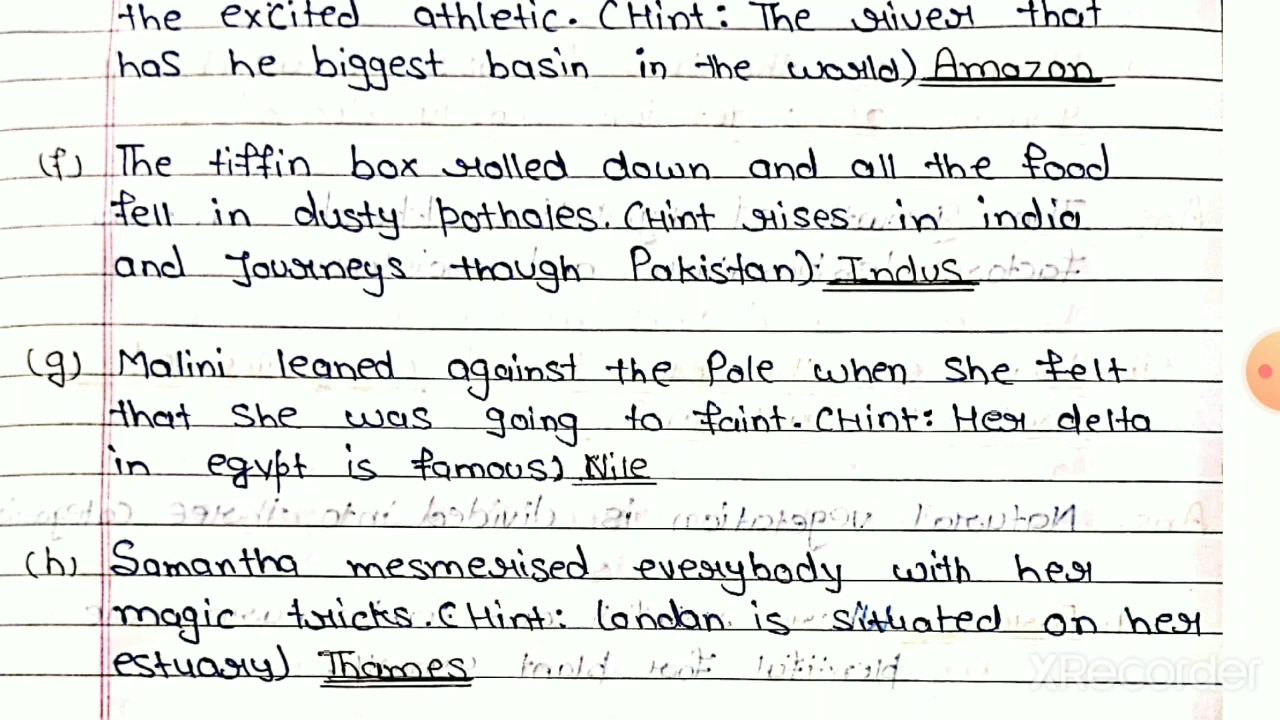 the excited athletic. (Hint: The river that
has he biggest basin in the world) Amazon
(f) The tiffin box rolled down and all the food
fell in dusty potholes. (Hint rises in india
and Journeys though Pakistan): Indus
(g) Malini leaned against the Pole when She felt
that She was going to faint. (Hint: Her delta
in egypt is famous) Nile
(h) Samantha mesmerised everybody with her
magic tricks. (Hint: londan is situated on her
estuary) Thames
XRecorder